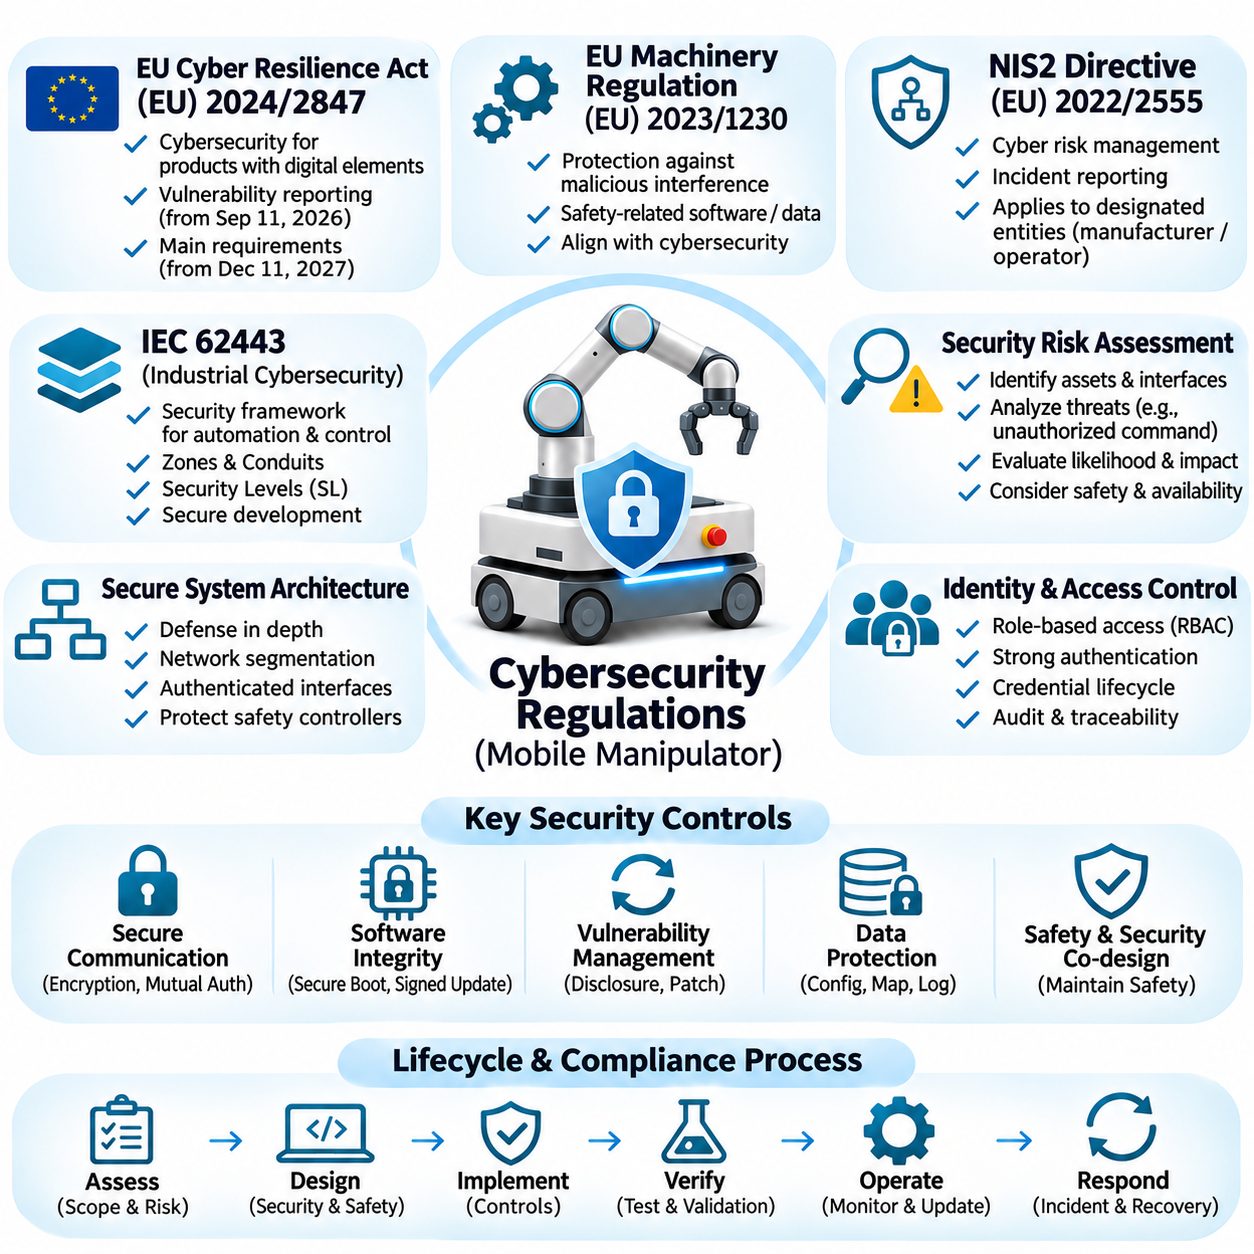 EU Cyber Resilience Act
(EU) 2024/2847
Cybersecurity for
products with digital elements
Vulnerability reporting
(from Sep 11, 2026)
Main requirements
(from Dec 11, 2027)
EU Machinery
Regulation
(EU) 2023/1230
Protection against
malicious interference
Safety-related software / data
Align with cybersecurity
NIS2 Directive
(EU) 2022/2555
Cyber risk management
Incident reporting
Applies to designated
entities (manufacturer /
operator)
IEC 62443
(Industrial Cybersecurity)
Security framework
for automation & control
Zones & Conduits
Security Levels (SL)
Secure development
Security Risk Assessment
Identify assets & interfaces
Analyze threats (e.g.,
unauthorized command)
Evaluate likelihood & impact
Consider safety & availability
Secure System Architecture
Defense in depth
Network segmentation
Authenticated interfaces
Protect safety controllers
Cybersecurity
Regulations
(Mobile Manipulator)
Identity & Access Control
Role-based access (RBAC)
Strong authentication
Credential lifecycle
Audit & traceability
Key Security Controls
Secure
Communication
(Encryption, Mutual Auth)
Software
Integrity
(Secure Boot, Signed Update)
Vulnerability
Management
(Disclosure, Patch)
Data
Protection
(Config, Map, Log)
Safety & Security
Co-design
(Maintain Safety)
Lifecycle & Compliance Process
Assess
(Scope & Risk)
Design
(Security & Safety)
Implement
(Controls)
Verify
(Test & Validation)
Operate
(Monitor & Update)
Respond
(Incident & Recovery)